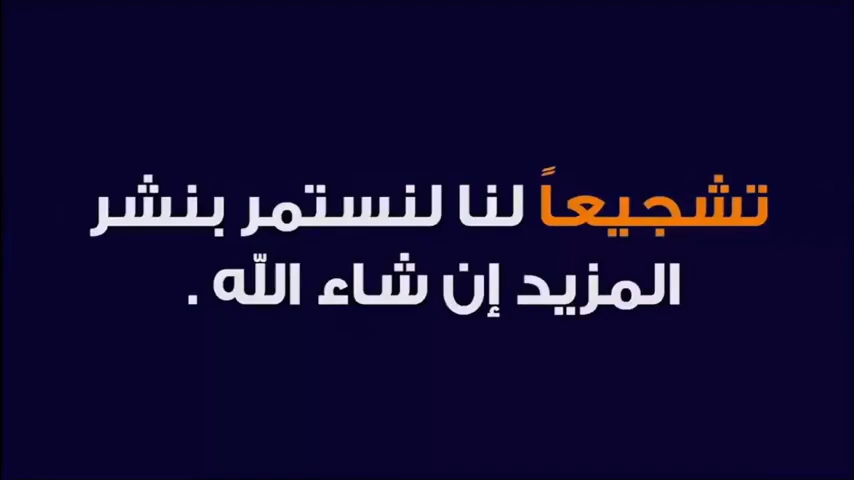 تشجيعاً لنا لنستمر بنشر
المزيد إن شاء الله .